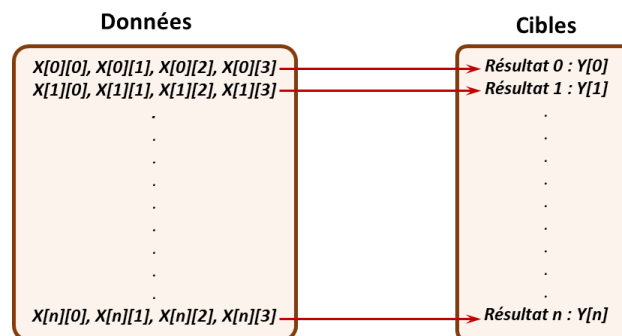 Données
Cibles
X[0][0], X[0][1], X[0][2], X[0][3]
Résultat 0 : Y[0]
X[1][0], X[1][1], X[1][2], X[1][3]
Résultat 1 : Y[1]
X[n][0], X[n][1], X[n][2], X[n][3]
Résultat n : Y[n]